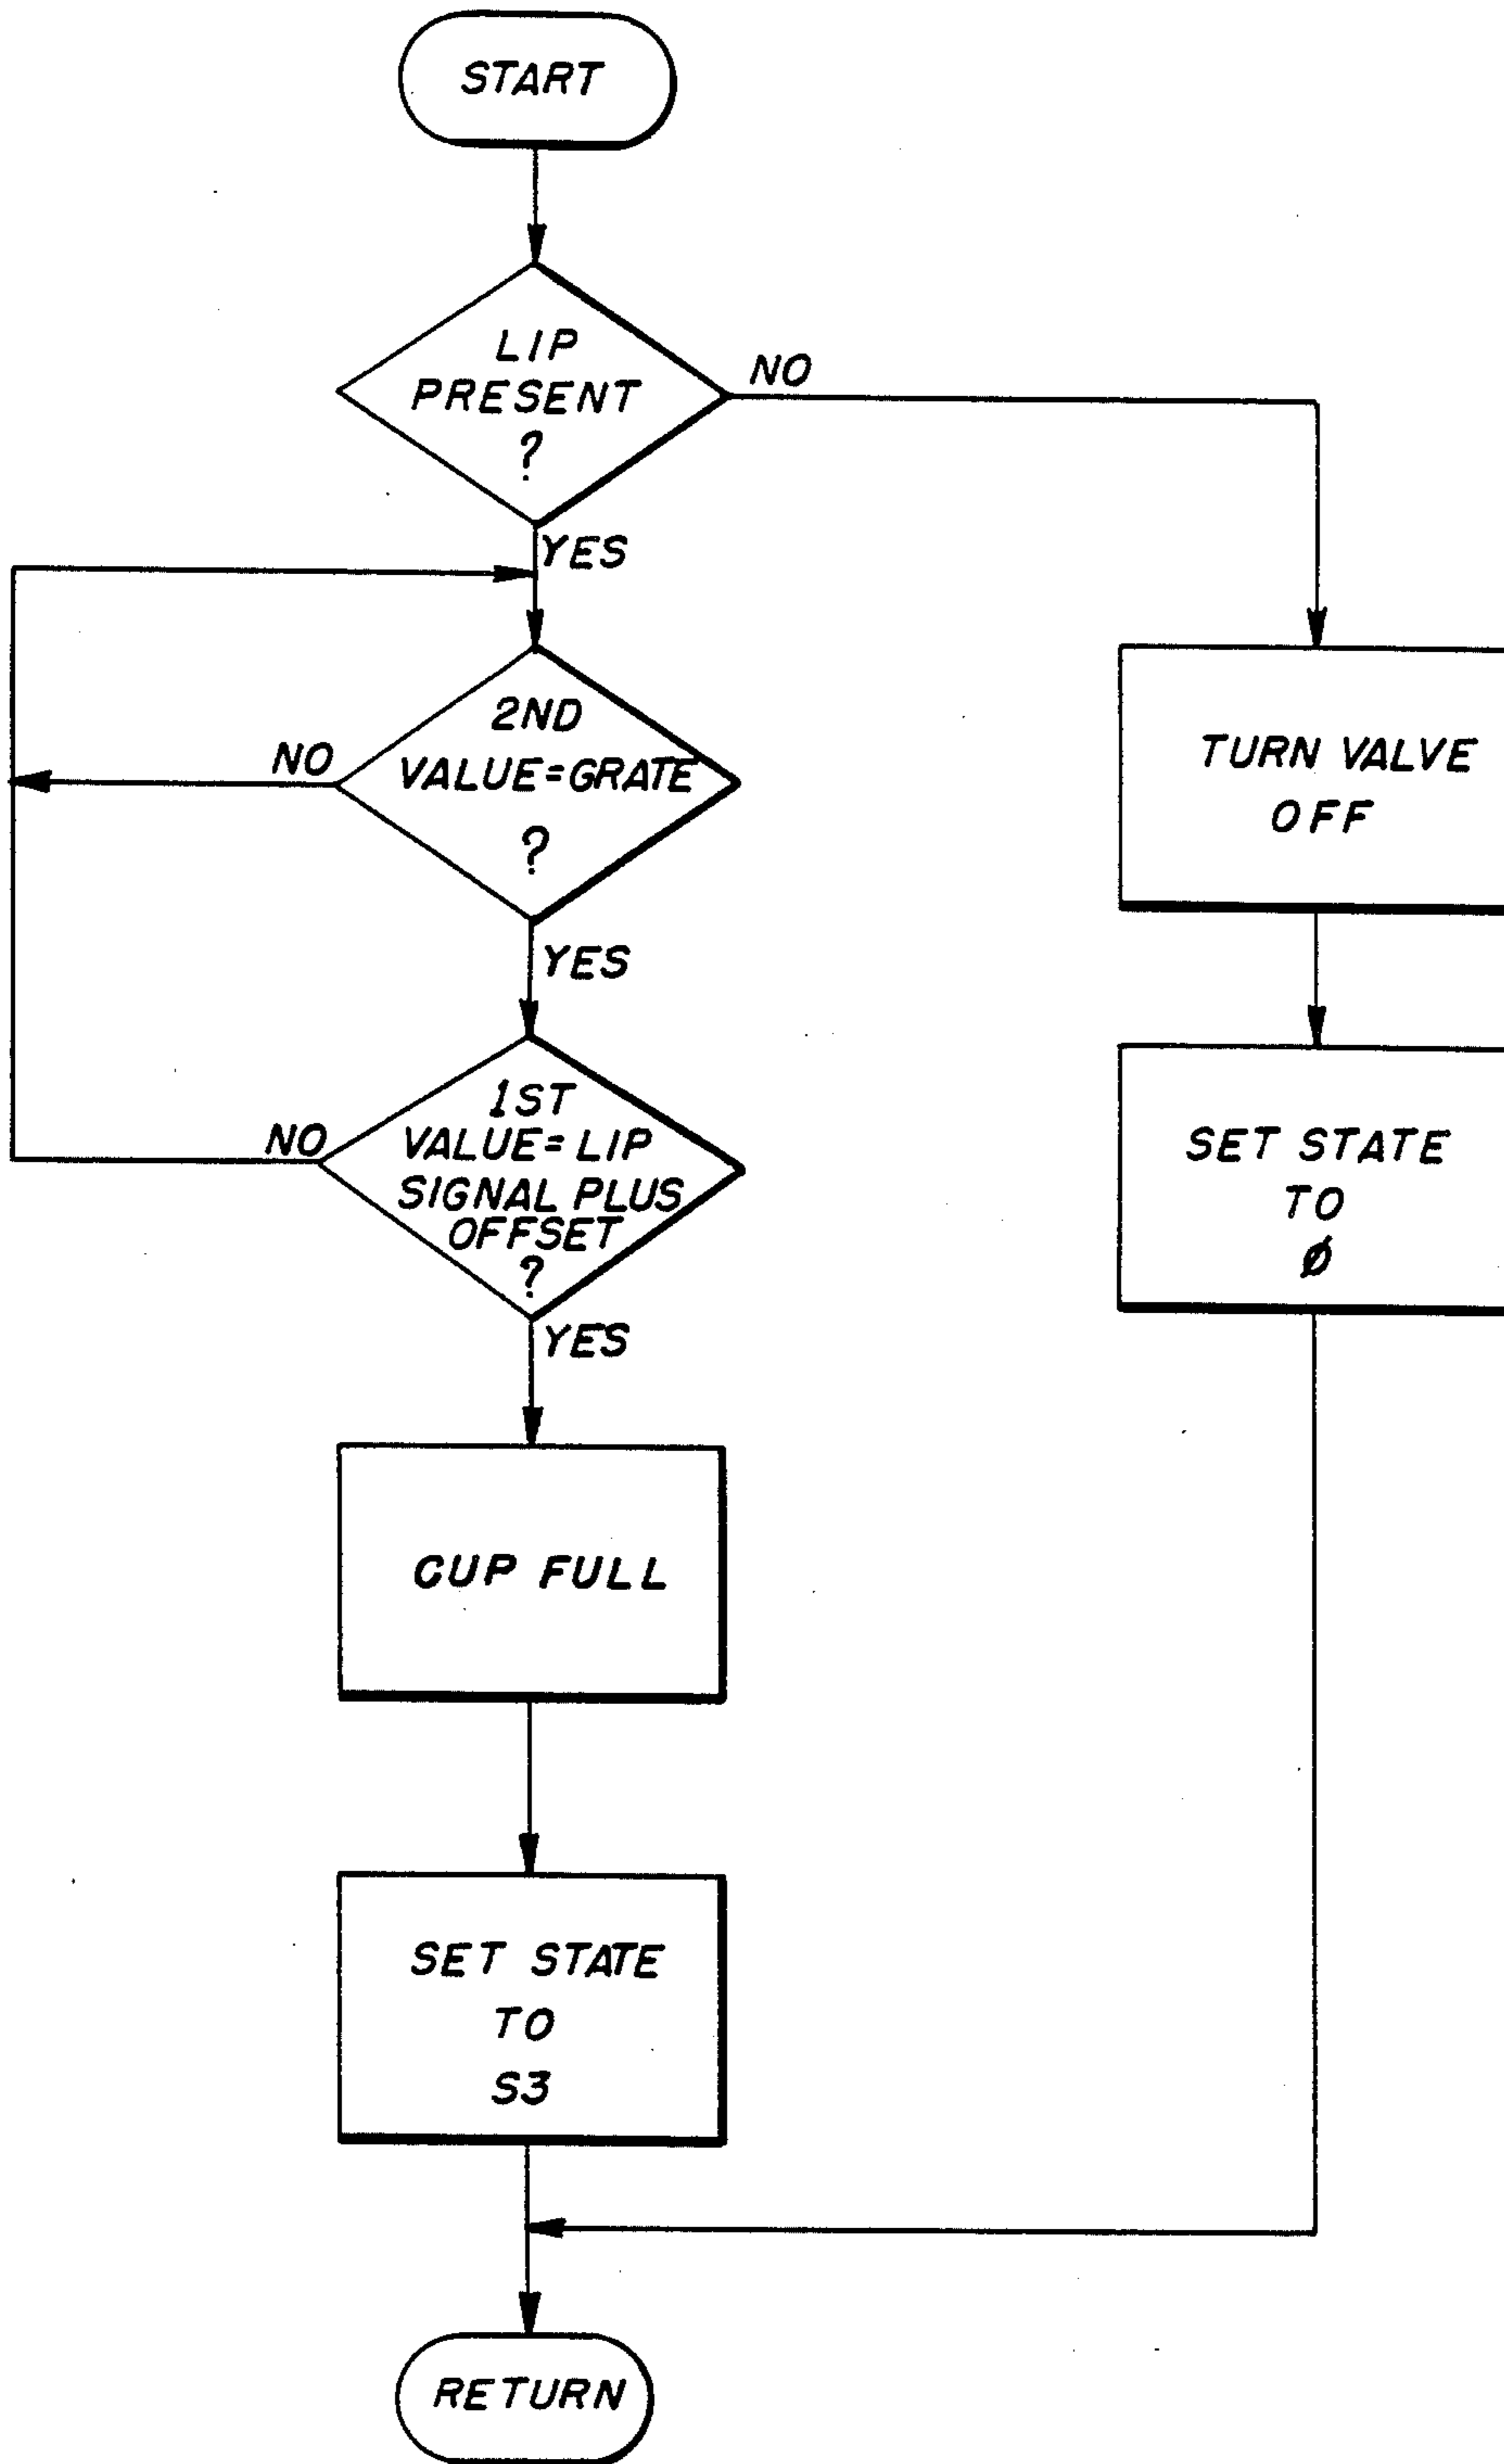 START
LIP
PRESENT
?
NO
YES
2ND
VALUE=GRATE
?
NO
YES
1ST
VALUE=LIP
SIGNAL PLUS
OFFSET
?
NO
YES
CUP FULL
SET STATE
TO
S3
TURN VALVE
OFF
SET STATE
TO
Ø
RETURN